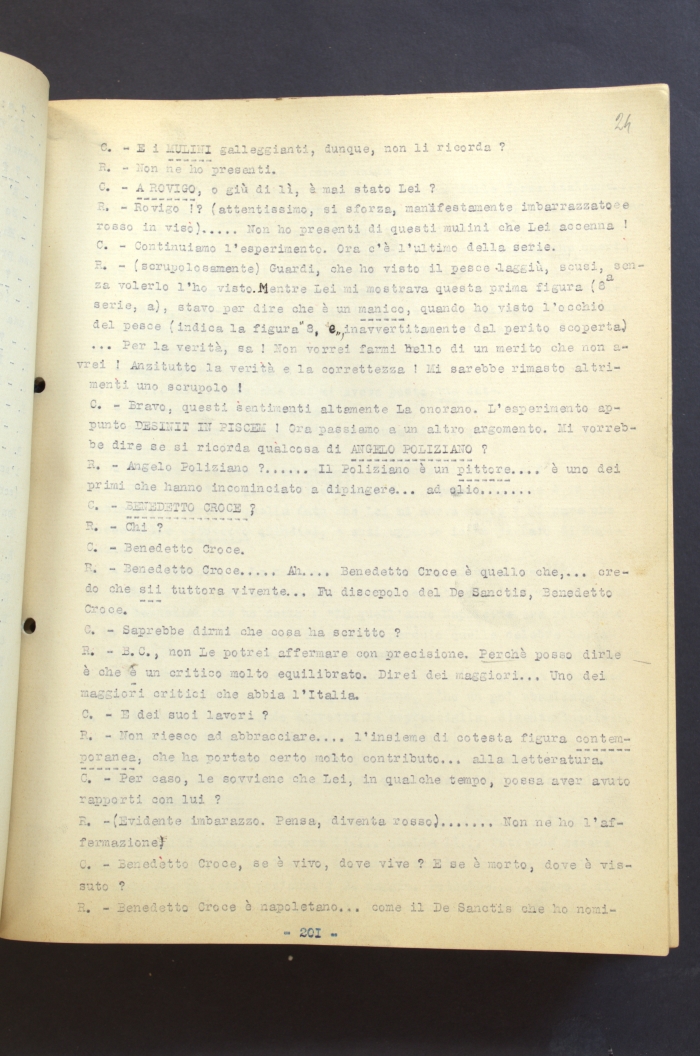 24
C. - E i MULINI galleggianti, dunque, non li ricorda ?
R. - Non ne ho presenti.
C. - A ROVIGO, o giù di lì, è mai stato Lei ?
R. - Rovigo !? (attentissimo, si sforza, manifestamente imbarrazzato e
rosso in viso)..... Non ho presenti di questi mulini che Lei accenna !
C. - Continuiamo l'esperimento. Ora c'è l'ultimo della serie.
R. - (scrupolosamente) Guardi, che ho visto il pesce laggiù, scusi, sen-
za volerlo l'ho visto. Mentre Lei mi mostrava questa prima figura (8ª
serie, a), stavo per dire che è un manico, quando ho visto l'occhio
del pesce (indica la figura "8, e", inavvertitamente dal perito scoperta)
... Per la verità, sa ! Non vorrei farmi bello di un merito che non a-
vrei ! Anzitutto la verità e la correttezza ! Mi sarebbe rimasto altri-
menti uno scrupolo !
C. - Bravo, questi sentimenti altamente La onorano. L'esperimento ap-
punto DESINIT IN PISCEM ! Ora passiamo a un altro argomento. Mi vorreb-
be dire se si ricorda qualcosa di ANGELO POLIZIANO ?
R. - Angelo Poliziano ?...... Il Poliziano è un pittore.... è uno dei
primi che hanno incominciato a dipingere... ad olio.......
C. - BENEDETTO CROCE ?
R. - Chi ?
C. - Benedetto Croce.
R. - Benedetto Croce..... Ah.... Benedetto Croce è quello che,... cre-
do che sii tuttora vivente... Fu discepolo del De Sanctis, Benedetto
Croce.
C. - Saprebbe dirmi che cosa ha scritto ?
R. - B.C., non Le potrei affermare con precisione. Perchè posso dirle
è che è un critico molto equilibrato. Direi dei maggiori... Uno dei
maggiori critici che abbia l'Italia.
C. - E dei suoi lavori ?
R. - Non riesco ad abbracciare.... l'insieme di cotesta figura contem-
poranea, che ha portato certo molto contributo... alla letteratura.
C. - Per caso, le sovviene che Lei, in qualche tempo, possa aver avuto
rapporti con lui ?
R. -(Evidente imbarazzo. Pensa, diventa rosso)....... Non ne ho l'af-
fermazione!
C. - Benedetto Croce, se è vivo, dove vive ? E se è morto, dove è vis-
suto ?
R. - Benedetto Croce è napoletano... come il De Sanctis che ho nomi-
- 201 -